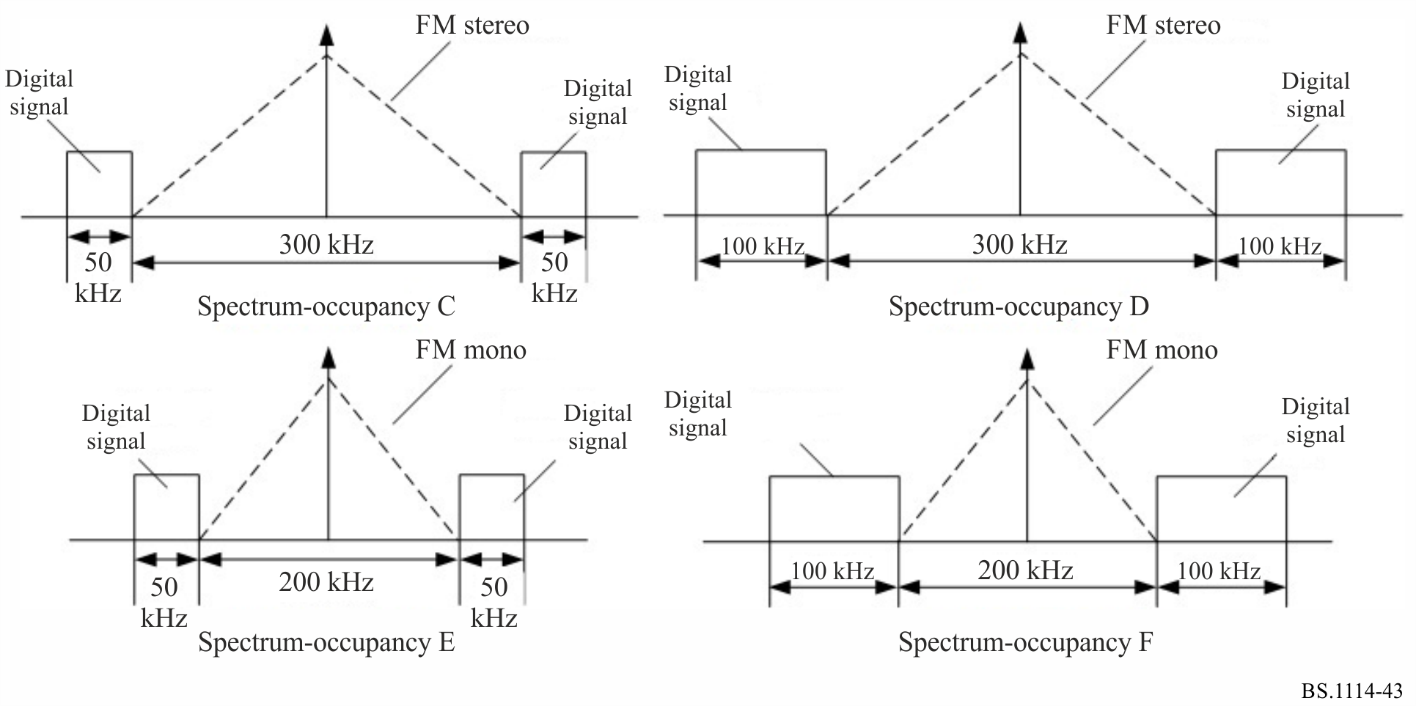 FM stereo
Digital
signal
Digital
signal
300 kHz
50
kHz
50
kHz
Spectrum-occupancy C
FM stereo
Digital
signal
Digital
signal
100 kHz
300 kHz
100 kHz
Spectrum-occupancy D
FM mono
Digital
signal
Digital
signal
50
kHz
200 kHz
50
kHz
Spectrum-occupancy E
FM mono
Digital
signal
Digital
signal
100 kHz
200 kHz
100 kHz
Spectrum-occupancy F
BS.1114-43